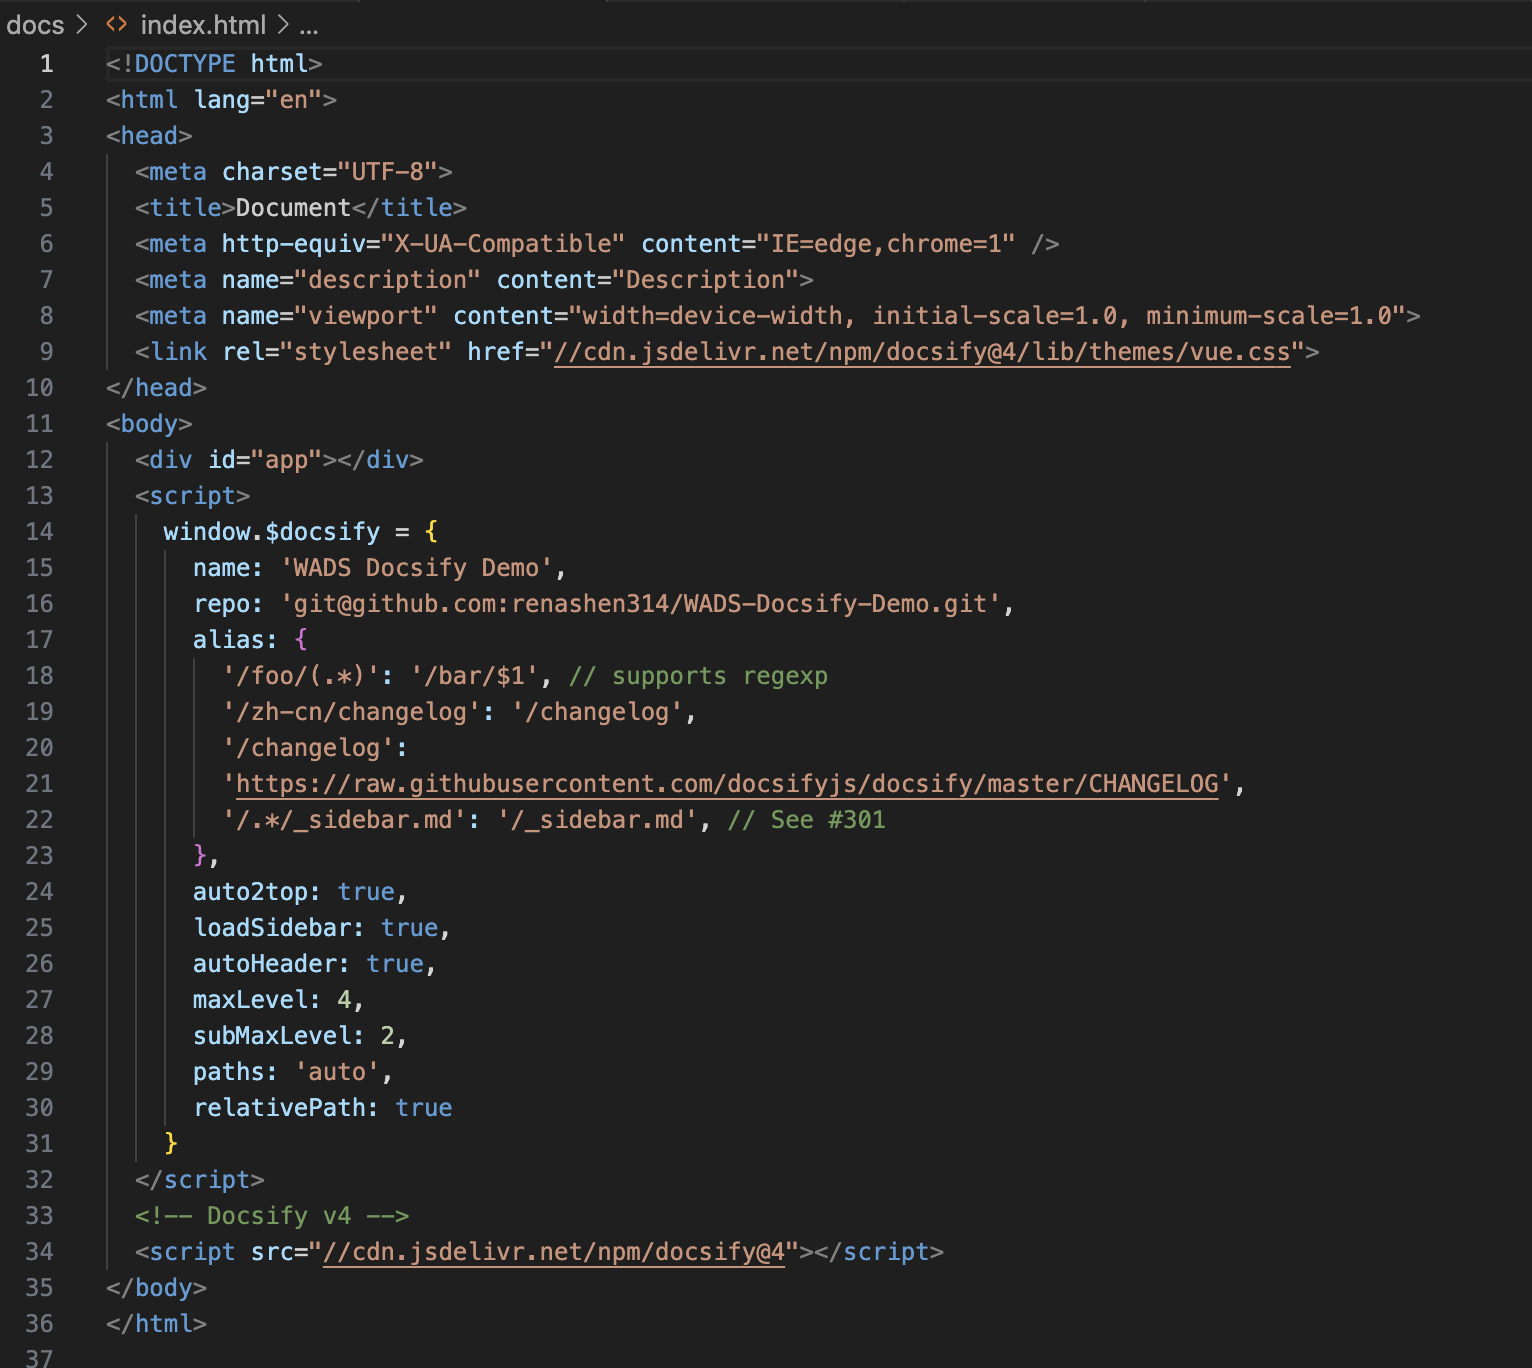 docs > <> index.html > ...
1 <!DOCTYPE html>
2 <html lang="en">
3 <head>
4   <meta charset="UTF-8">
5   <title>Document</title>
6   <meta http-equiv="X-UA-Compatible" content="IE=edge,chrome=1" />
7   <meta name="description" content="Description">
8   <meta name="viewport" content="width=device-width, initial-scale=1.0, minimum-scale=1.0">
9   <link rel="stylesheet" href="//cdn.jsdelivr.net/npm/docsify@4/lib/themes/vue.css">
10 </head>
11 <body>
12   <div id="app"></div>
13   <script>
14     window.$docsify = {
15       name: 'WADS Docsify Demo',
16       repo: 'git@github.com:renashen314/WADS-Docsify-Demo.git',
17       alias: {
18         '/foo/(.*)': '/bar/$1', // supports regexp
19         '/zh-cn/changelog': '/changelog',
20         '/changelog':
21         'https://raw.githubusercontent.com/docsifyjs/docsify/master/CHANGELOG',
22         '/.*/_sidebar.md': '/_sidebar.md', // See #301
23       },
24       auto2top: true,
25       loadSidebar: true,
26       autoHeader: true,
27       maxLevel: 4,
28       subMaxLevel: 2,
29       paths: 'auto',
30       relativePath: true
31     }
32   </script>
33   <!-- Docsify v4 -->
34   <script src="//cdn.jsdelivr.net/npm/docsify@4"></script>
35 </body>
36 </html>
37